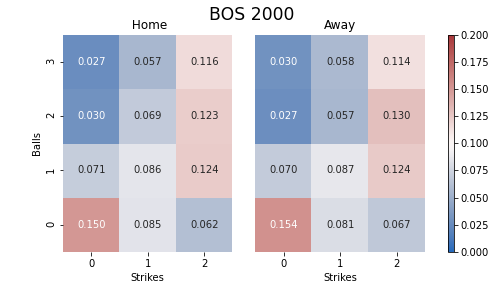 BOS 2000
Home Away
3 0.027 0.057 0.116 0.030 0.058 0.114
2 0.030 0.069 0.123 0.027 0.057 0.130
1 0.071 0.086 0.124 0.070 0.087 0.124
0 0.150 0.085 0.062 0.154 0.081 0.067
0 1 2 0 1 2
Strikes Strikes
Balls
0.200
0.175
0.150
0.125
0.100
0.075
0.050
0.025
0.000